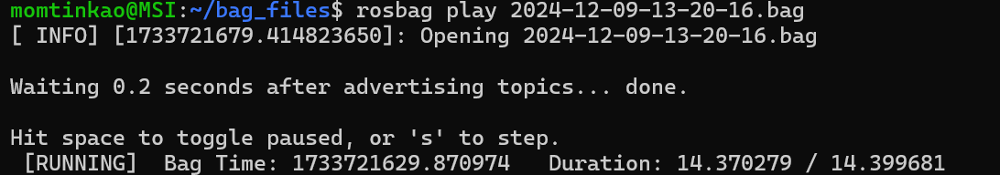 momtinkao@MSI:~/bag_files$ rosbag play 2024-12-09-13-20-16.bag
[ INFO] [1733721679.414823650]: Opening 2024-12-09-13-20-16.bag
Waiting 0.2 seconds after advertising topics... done.
Hit space to toggle paused, or 's' to step.
[RUNNING]  Bag Time: 1733721629.870974   Duration: 14.370279 / 14.399681